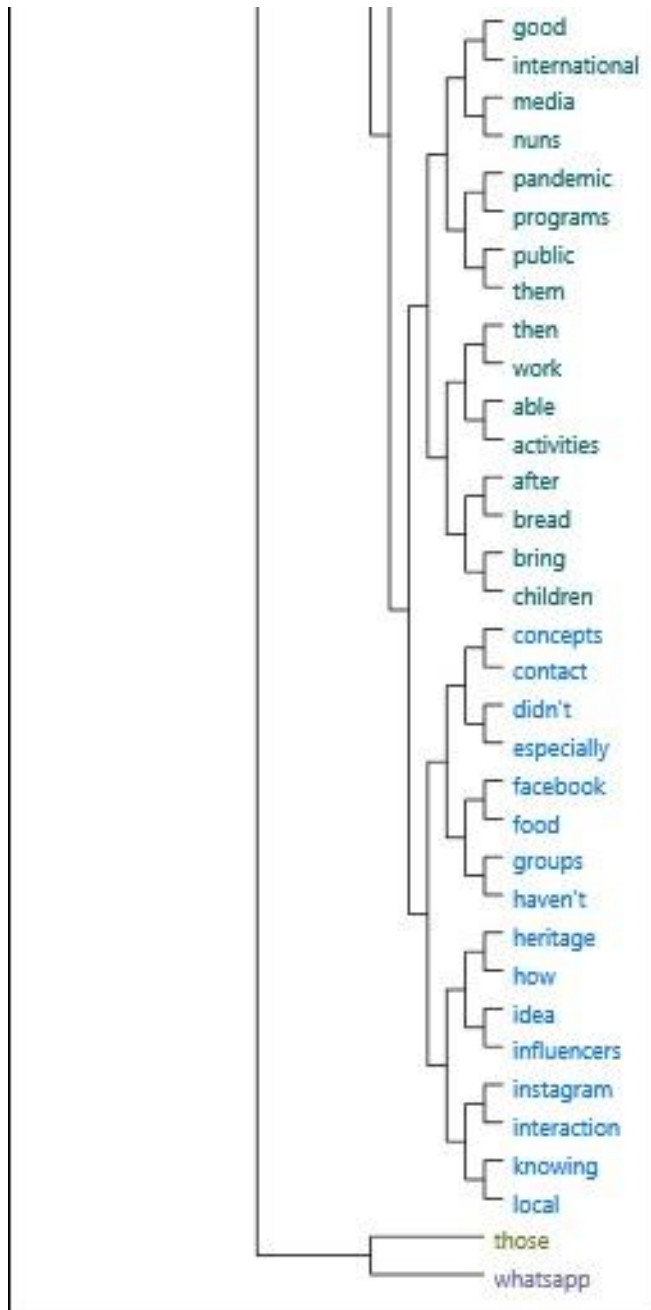 good
international
media
nuns
pandemic
programs
public
them
then
work
able
activities
after
bread
bring
children
concepts
contact
didn't
especially
facebook
food
groups
haven't
heritage
how
idea
influencers
instagram
interaction
knowing
local
those
whatsapp